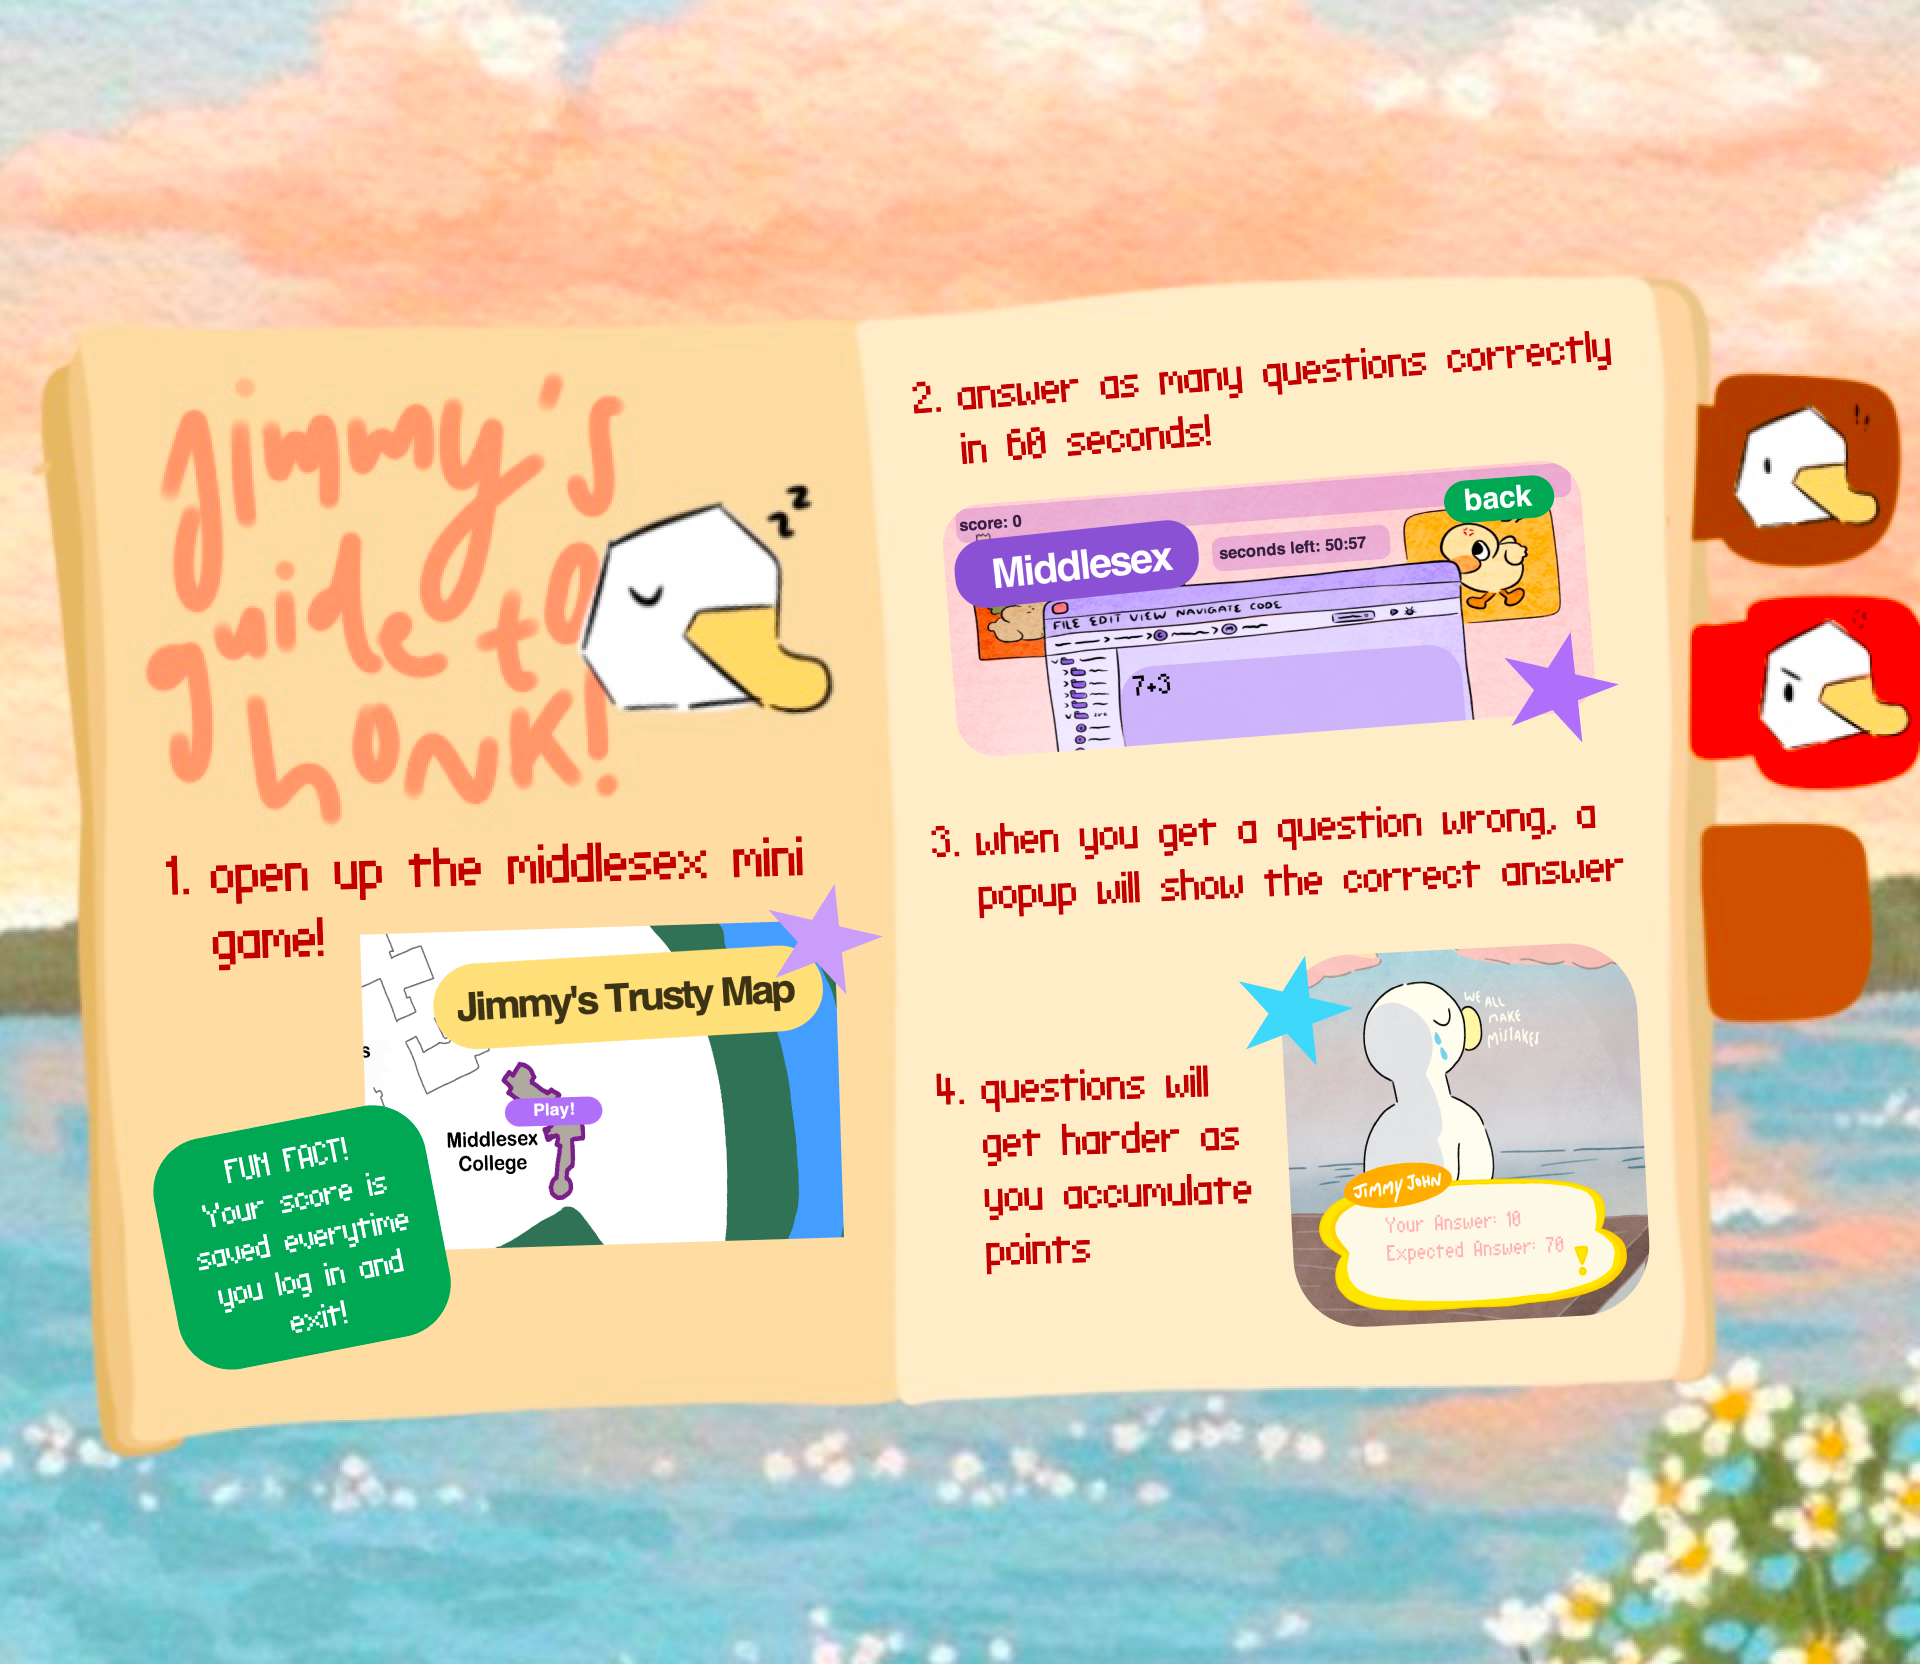 Jimmy's
guide to
honk!
zz
1. open up the middlesex mini
game!
Jimmy's Trusty Map
s
Play!
Middlesex
College
FUN FACT!
Your score is
saved everytime
you log in and
exit!
2. answer as many questions correctly
in 60 seconds!
back
score: 0
Middlesex
seconds left: 50:57
FILE EDIT VIEW NAVIGATE CODE
src
7+3
3. when you get a question wrong, a
popup will show the correct answer
WE ALL
MAKE
MISTAKES
4. questions will
get harder as
you accumulate
points
JIMMY JOHN
Your Answer: 10
Expected Answer: 70
!